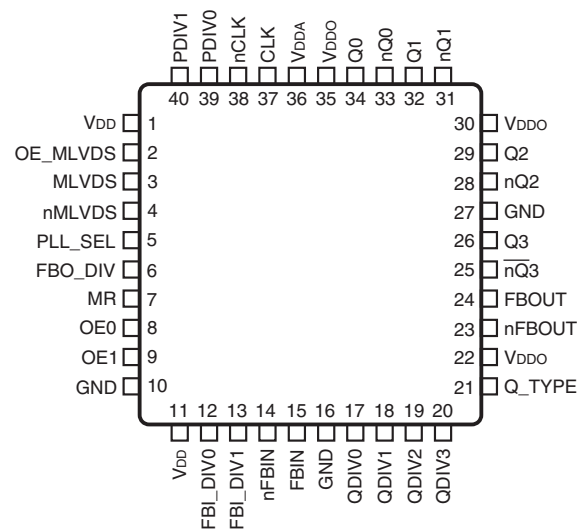 PDIV1
PDIV0
nCLK
CLK
VDDA
VDDO
Q0
nQ0
Q1
nQ1
40 39 38 37 36 35 34 33 32 31
VDD 1
OE_MLVDS 2
MLVDS 3
nMLVDS 4
PLL_SEL 5
FBO_DIV 6
MR 7
OE0 8
OE1 9
GND 10
30 VDDO
29 Q2
28 nQ2
27 GND
26 Q3
25 nQ3
24 FBOUT
23 nFBOUT
22 VDDO
21 Q_TYPE
11 12 13 14 15 16 17 18 19 20
VDD
FBI_DIV0
FBI_DIV1
nFBIN
FBIN
GND
QDIV0
QDIV1
QDIV2
QDIV3